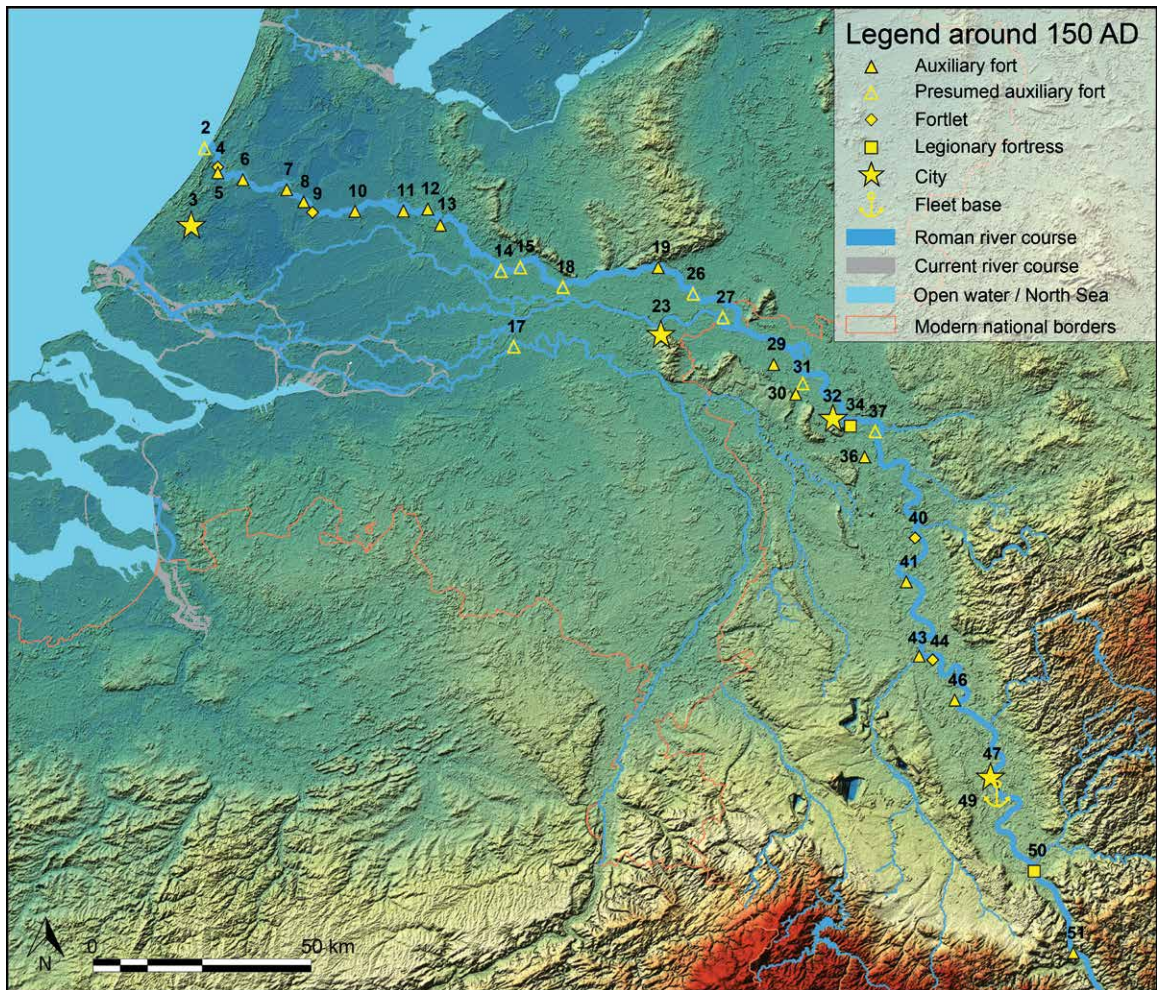 Legend around 150 AD
Auxiliary fort
Presumed auxiliary fort
Fortlet
Legionary fortress
City
Fleet base
Roman river course
Current river course
Open water / North Sea
Modern national borders
2
4
6
3
5
7
8
9
10
11
12
13
14
15
18
19
26
27
17
23
29
31
30
32
34
37
36
40
41
43
44
46
47
49
50
51
0
50 km
N